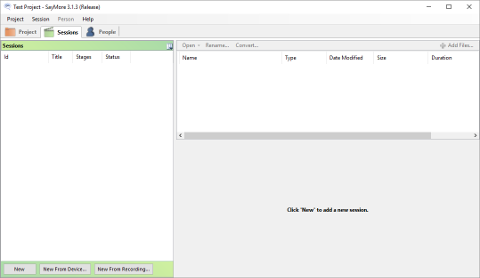 Test Project - SayMore 3.1.3 (Release)
Project Session Person Help
Project Sessions People
Sessions
Id Title Stages Status
Open Rename... Convert... Add Files...
Name Type Date Modified Size Duration
Click 'New' to add a new session.
New New From Device... New From Recording...